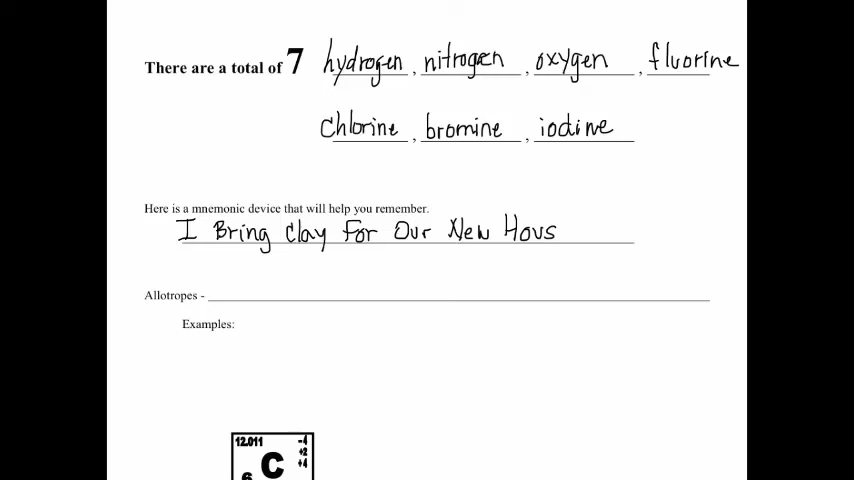 There are a total of 7 hydrogen, nitrogen, oxygen, fluorine
chlorine, bromine, iodine
Here is a mnemonic device that will help you remember.
I Bring Clay For Our New Hous
Allotropes -
Examples:
12.011 -4
+2
C +4
6